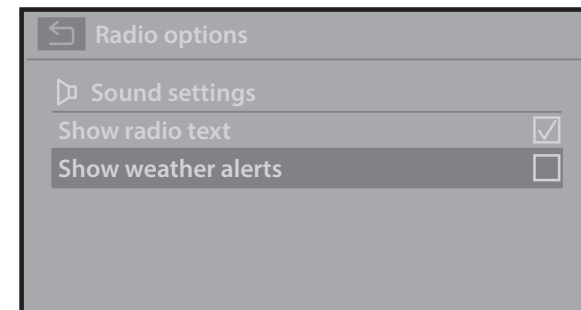 Radio options
Sound settings
Show radio text
Show weather alerts